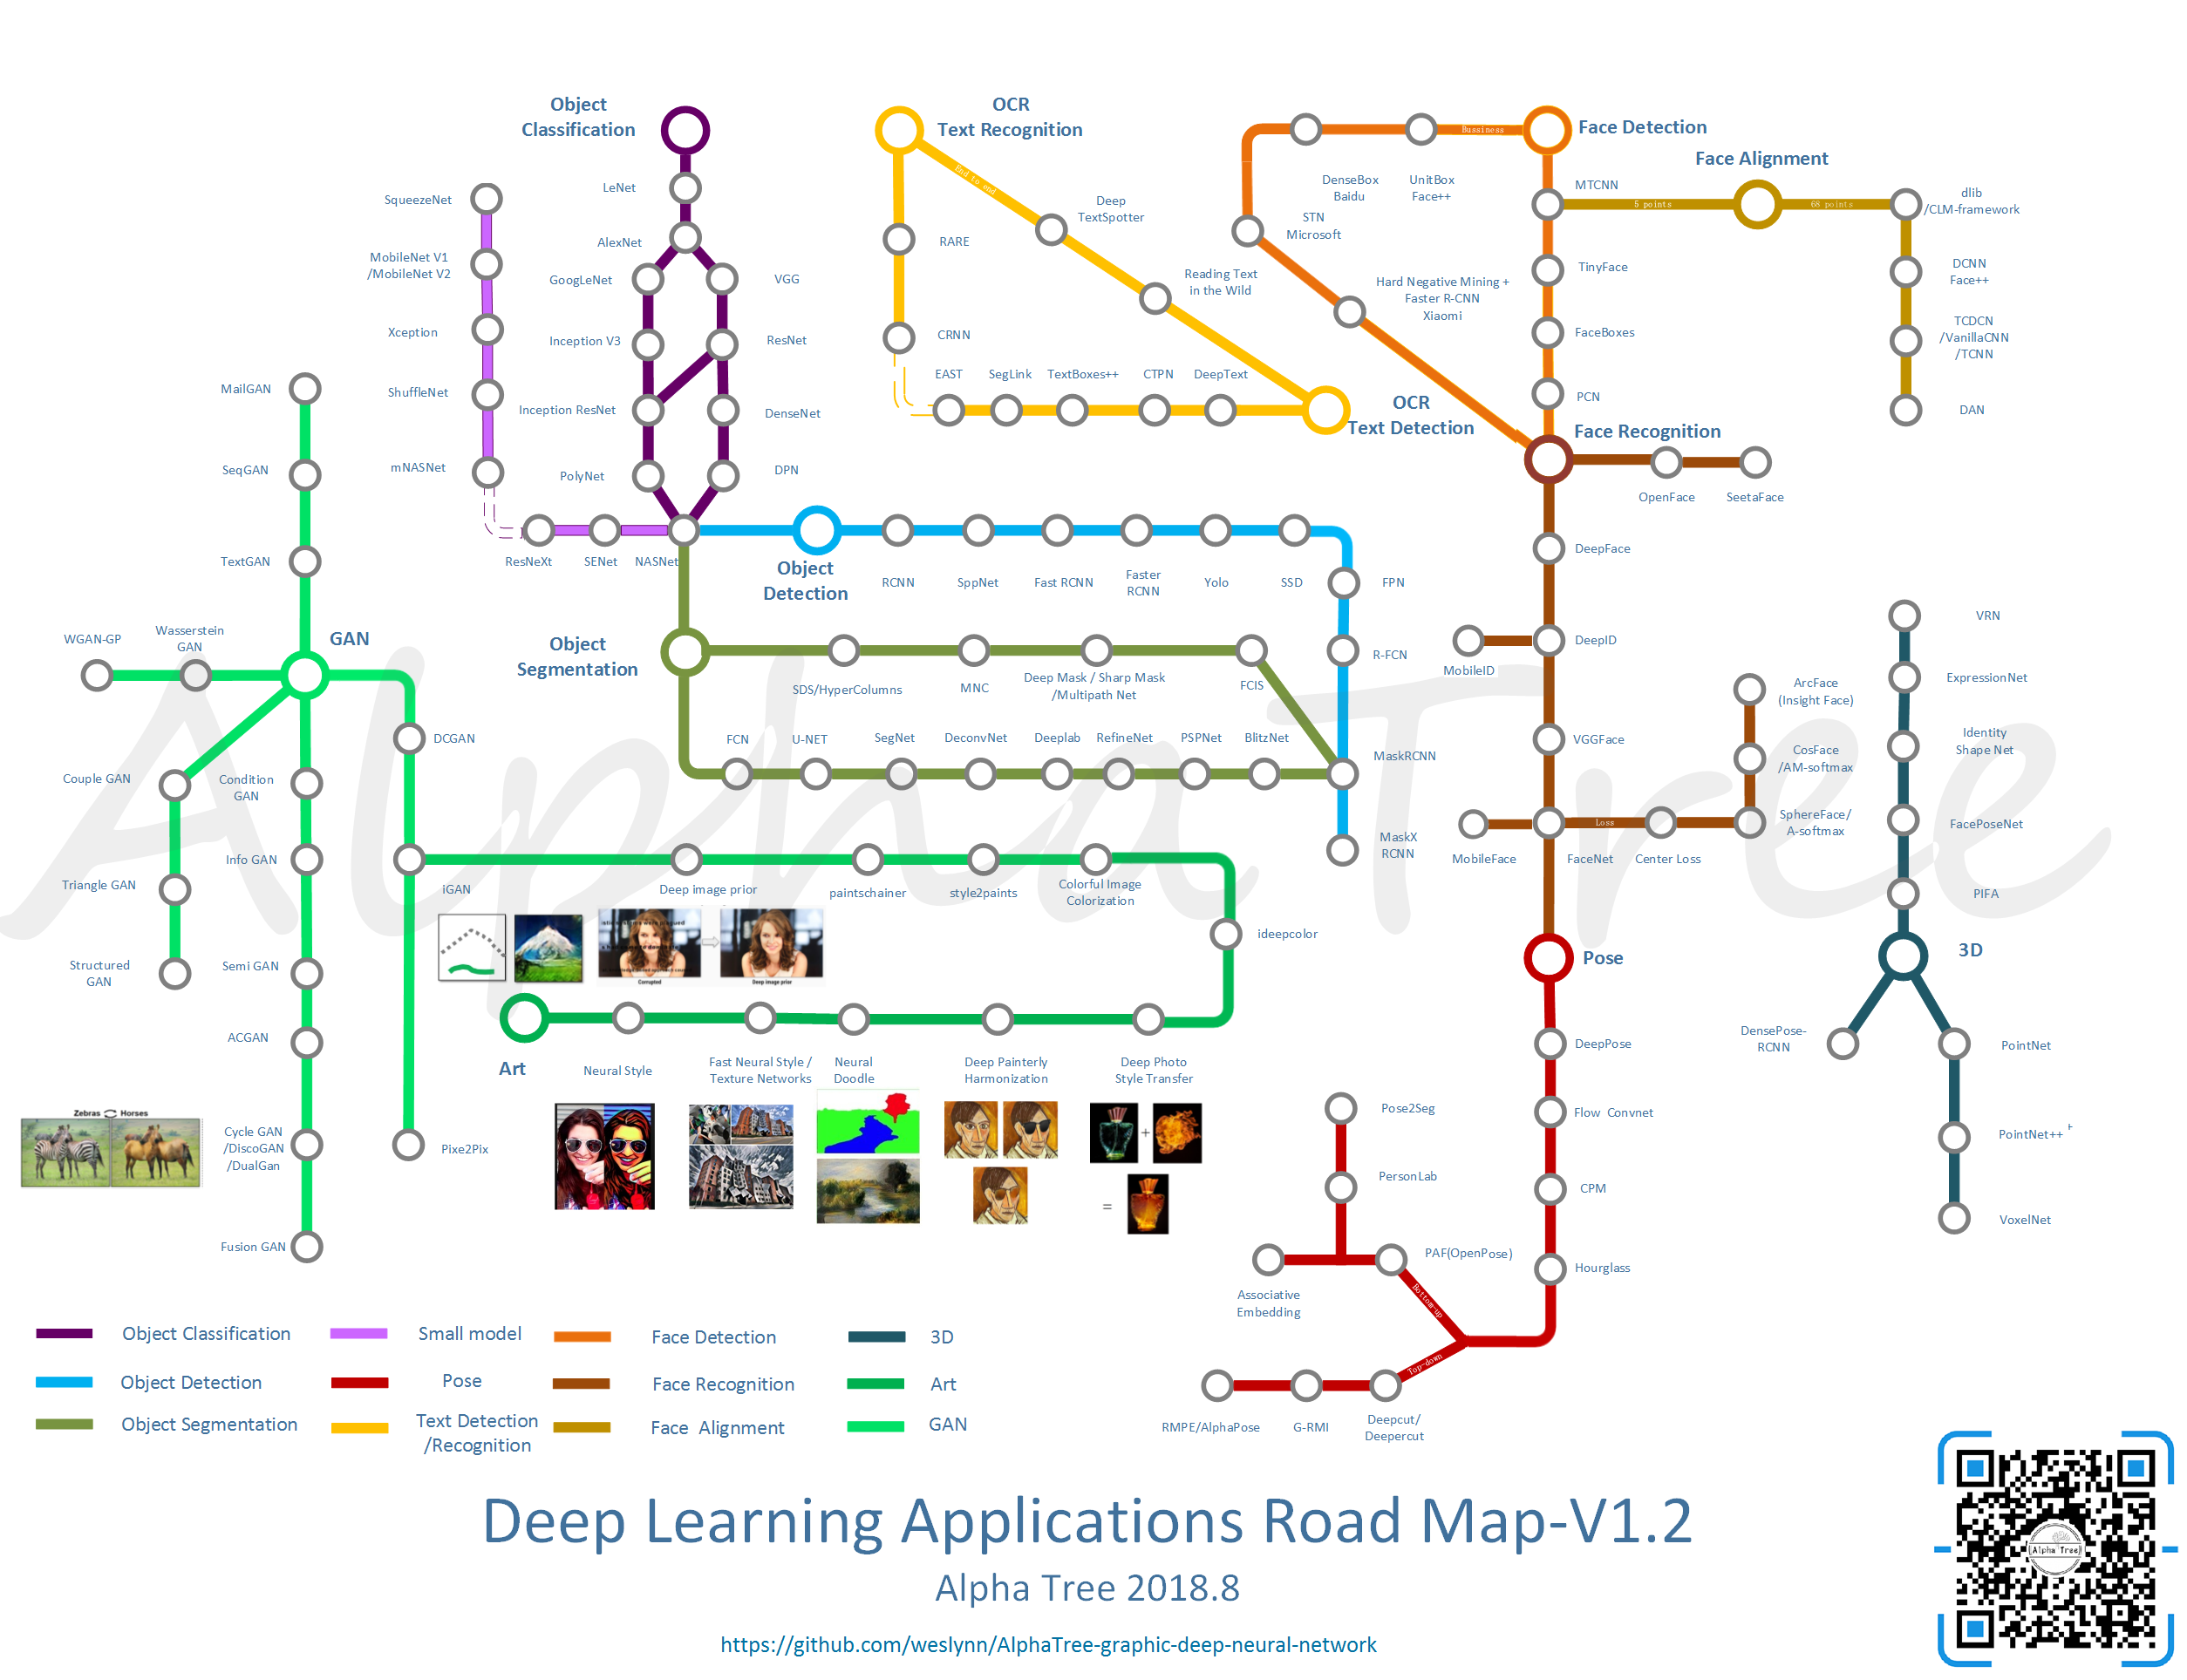 Object
Classification
LeNet
AlexNet
GoogLeNet
VGG
Inception V3
ResNet
Inception ResNet
DenseNet
PolyNet
DPN
SqueezeNet
MobileNet V1
/MobileNet V2
Xception
ShuffleNet
mNASNet
ResNeXt
SENet
NASNet
OCR
Text Recognition
End to end
RARE
CRNN
Deep
TextSpotter
Reading Text
in the Wild
EAST
SegLink
TextBoxes++
CTPN
DeepText
OCR
Text Detection
Face Detection
Bussiness
UnitBox
Face++
DenseBox
Baidu
STN
Microsoft
Hard Negative Mining +
Faster R-CNN
Xiaomi
MTCNN
TinyFace
FaceBoxes
PCN
Face Alignment
5 points
68 points
dlib
/CLM-framework
DCNN
Face++
TCDCN
/VanillaCNN
/TCNN
DAN
Face Recognition
OpenFace
SeetaFace
DeepFace
DeepID
MobileID
VGGFace
MobileFace
FaceNet
Loss
Center Loss
SphereFace/
A-softmax
CosFace
/AM-softmax
ArcFace
(Insight Face)
Object
Detection
RCNN
SppNet
Fast RCNN
Faster
RCNN
Yolo
SSD
FPN
R-FCN
MaskRCNN
MaskX
RCNN
Object
Segmentation
SDS/HyperColumns
MNC
Deep Mask / Sharp Mask
/Multipath Net
FCIS
FCN
U-NET
SegNet
DeconvNet
Deeplab
RefineNet
PSPNet
BlitzNet
MailGAN
SeqGAN
TextGAN
GAN
WGAN-GP
Wasserstein
GAN
Couple GAN
Triangle GAN
Structured
GAN
Condition
GAN
Info GAN
Semi GAN
ACGAN
Cycle GAN
/DiscoGAN
/DualGan
Fusion GAN
Zebras
Horses
DCGAN
iGAN
Pixe2Pix
Deep image prior
Corrupted
Deep image prior
paintschainer
style2paints
Colorful Image
Colorization
ideepcolor
Art
Neural Style
Fast Neural Style /
Texture Networks
Neural
Doodle
Deep Painterly
Harmonization
Deep Photo
Style Transfer
+
=
Pose
DeepPose
Flow Convnet
CPM
Hourglass
Bottom-up
Top-down
Pose2Seg
PersonLab
PAF(OpenPose)
Associative
Embedding
RMPE/AlphaPose
G-RMI
Deepcut/
Deepercut
VRN
ExpressionNet
Identity
Shape Net
FacePoseNet
PIFA
3D
DensePose-
RCNN
PointNet
PointNet++
VoxelNet
Alpha Tree
Object Classification
Small model
Face Detection
3D
Object Detection
Pose
Face Recognition
Art
Object Segmentation
Text Detection
/Recognition
Face Alignment
GAN
Deep Learning Applications Road Map-V1.2
Alpha Tree 2018.8
https://github.com/weslynn/AlphaTree-graphic-deep-neural-network
Alpha Tree